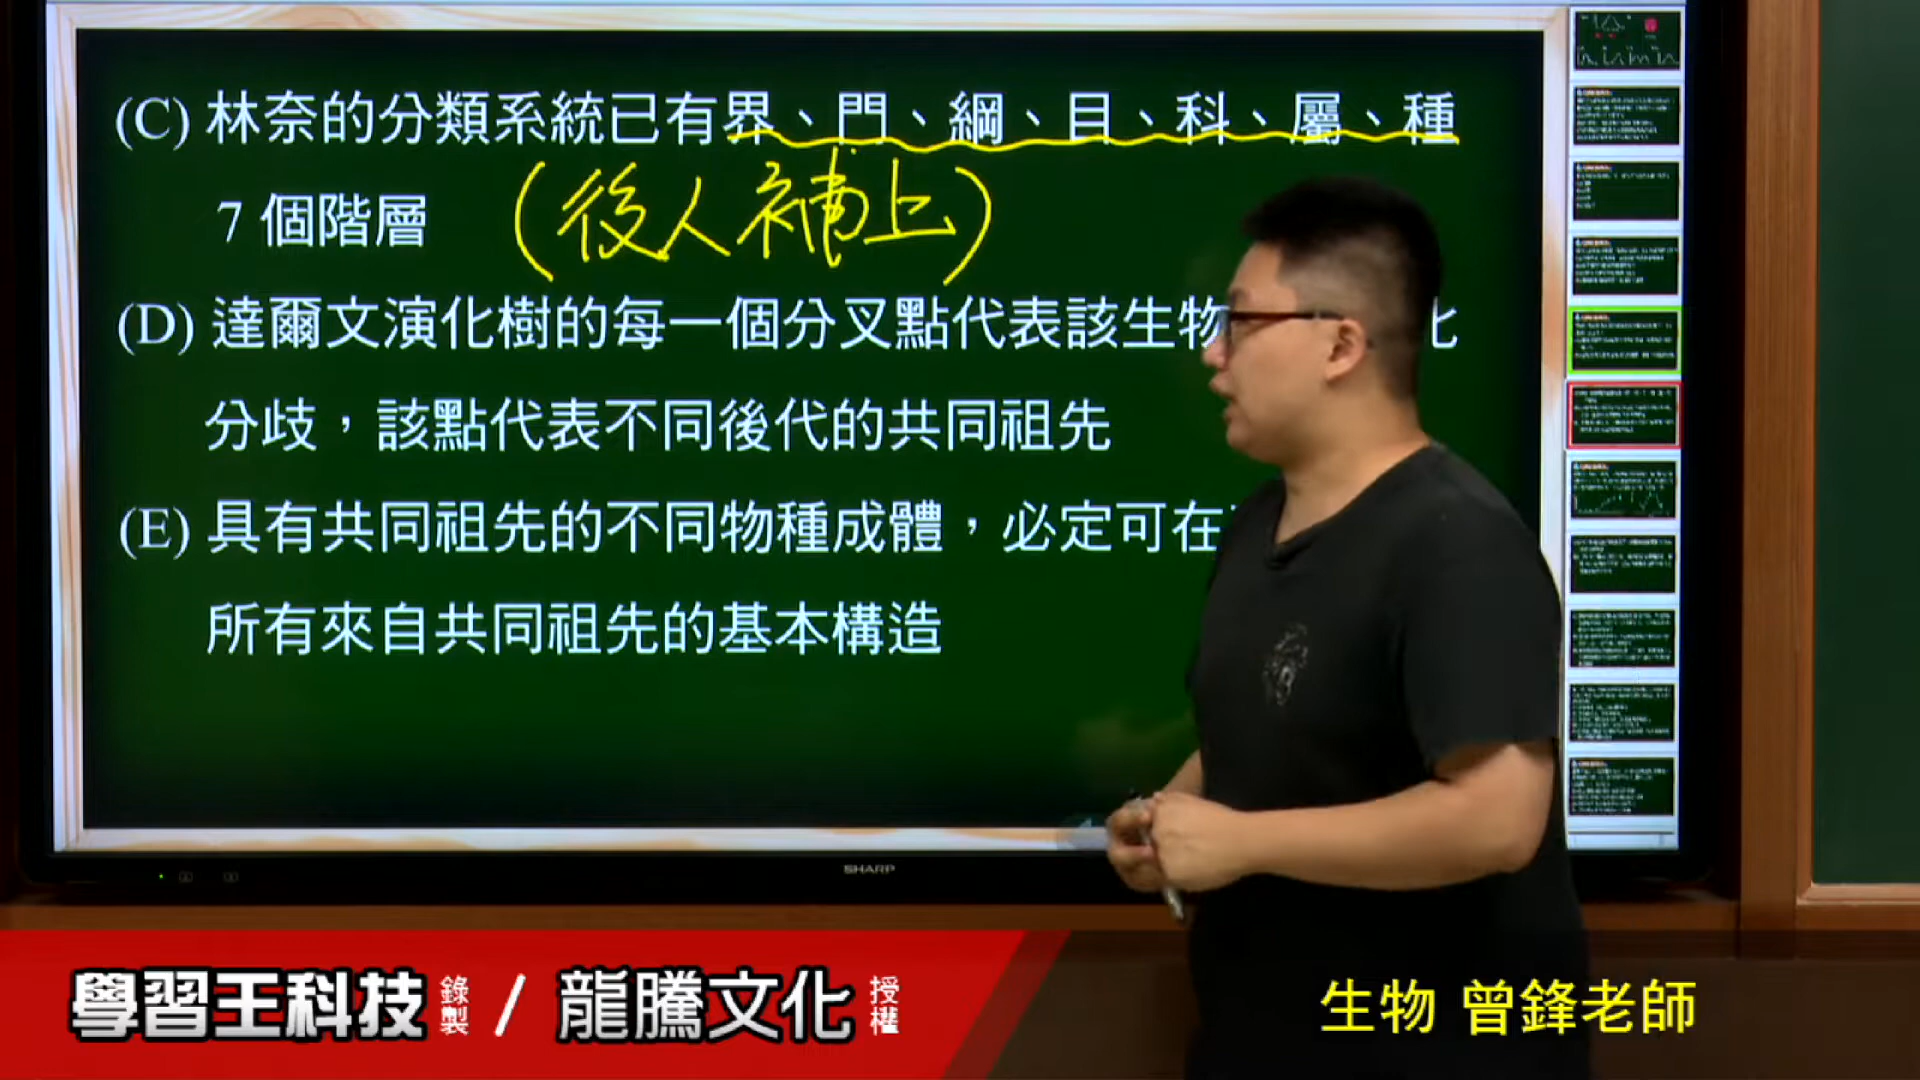 (C) 林奈的分類系統已有界、門、綱、目、科、屬、種
7 個階層 (後人補上)
(D) 達爾文演化樹的每一個分叉點代表該生物
分歧，該點代表不同後代的共同祖先
(E) 具有共同祖先的不同物種成體，必定可在
所有來自共同祖先的基本構造
SHARP
學習王科技 錄製 / 龍騰文化 授權
生物 曾鋒老師